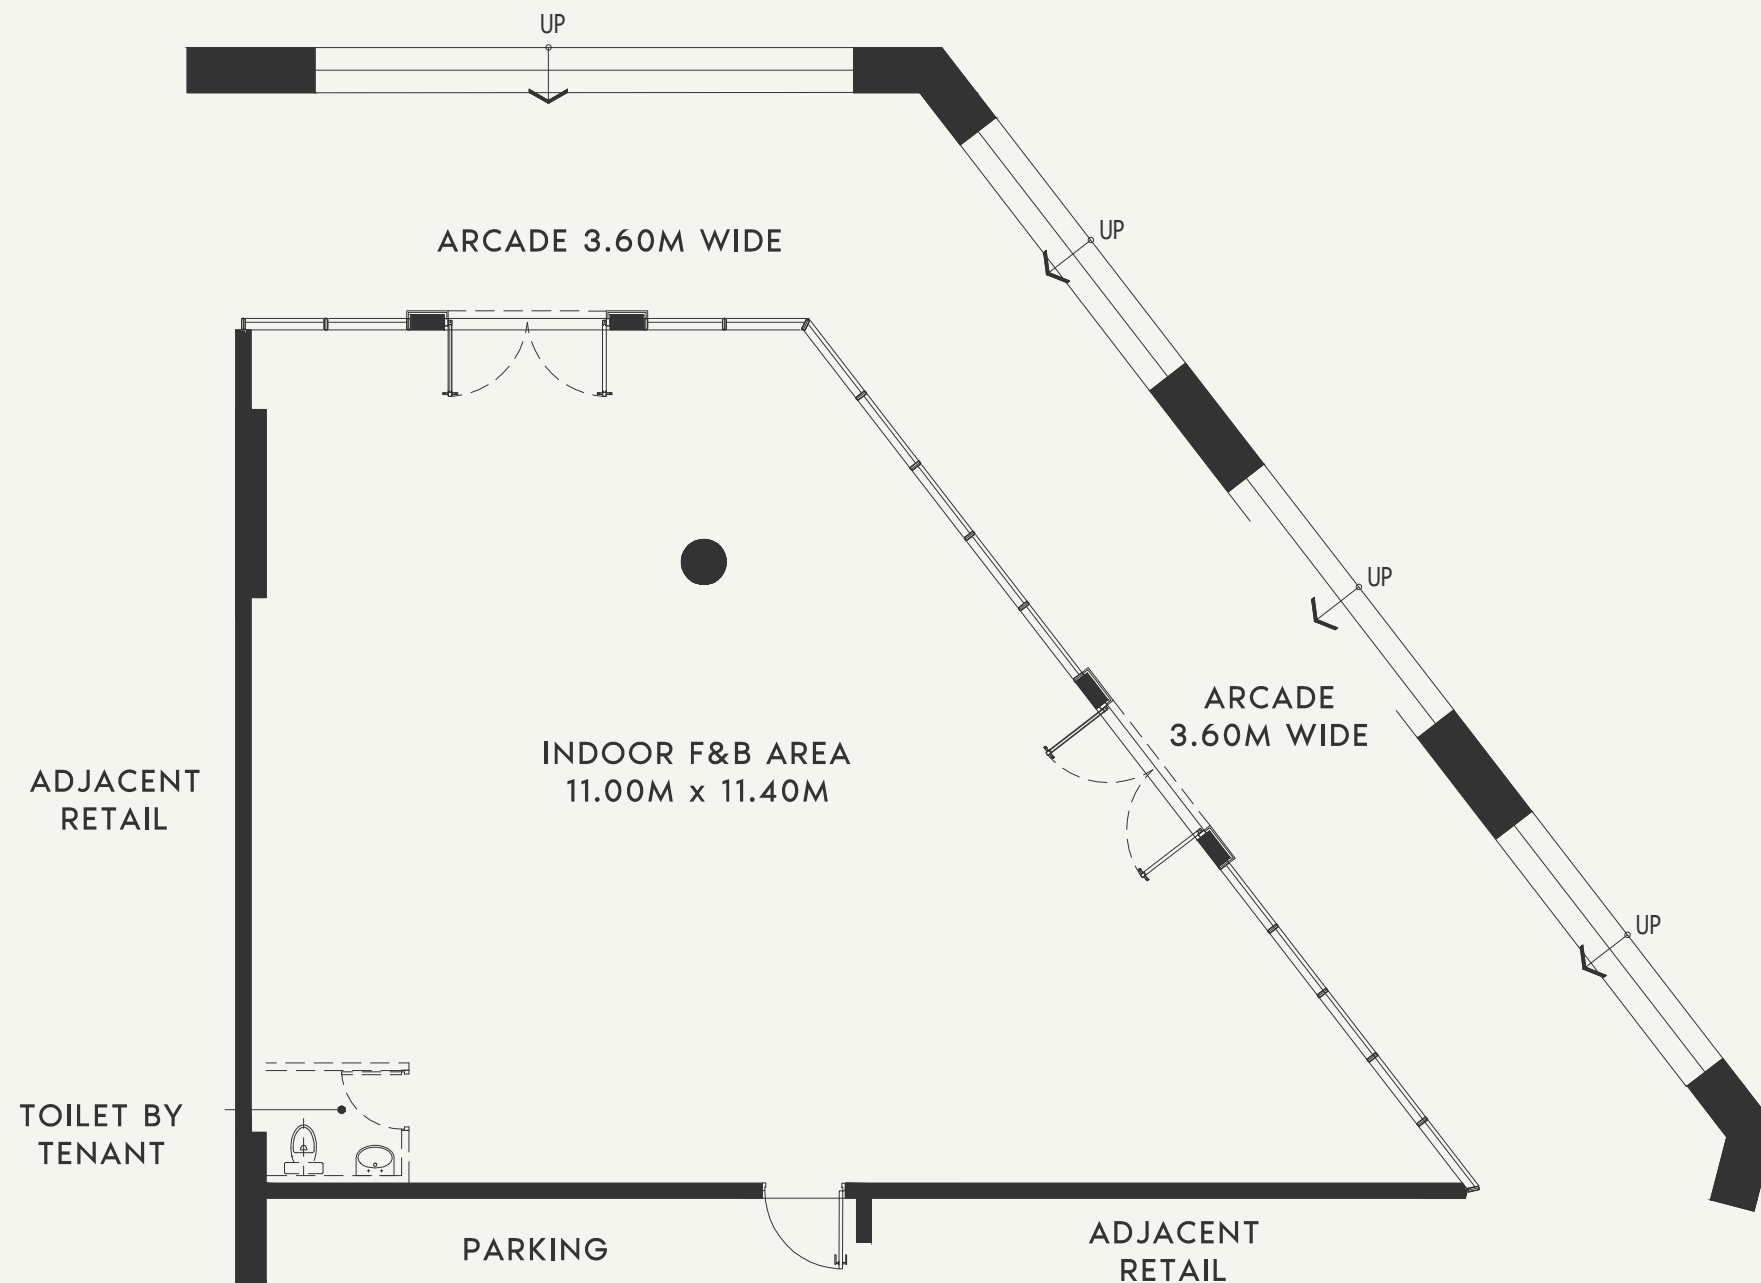 UP
UP
ARCADE 3.60M WIDE
UP
ARCADE
3.60M WIDE
INDOOR F&B AREA
11.00M x 11.40M
ADJACENT
RETAIL
UP
TOILET BY
TENANT
PARKING
ADJACENT
RETAIL